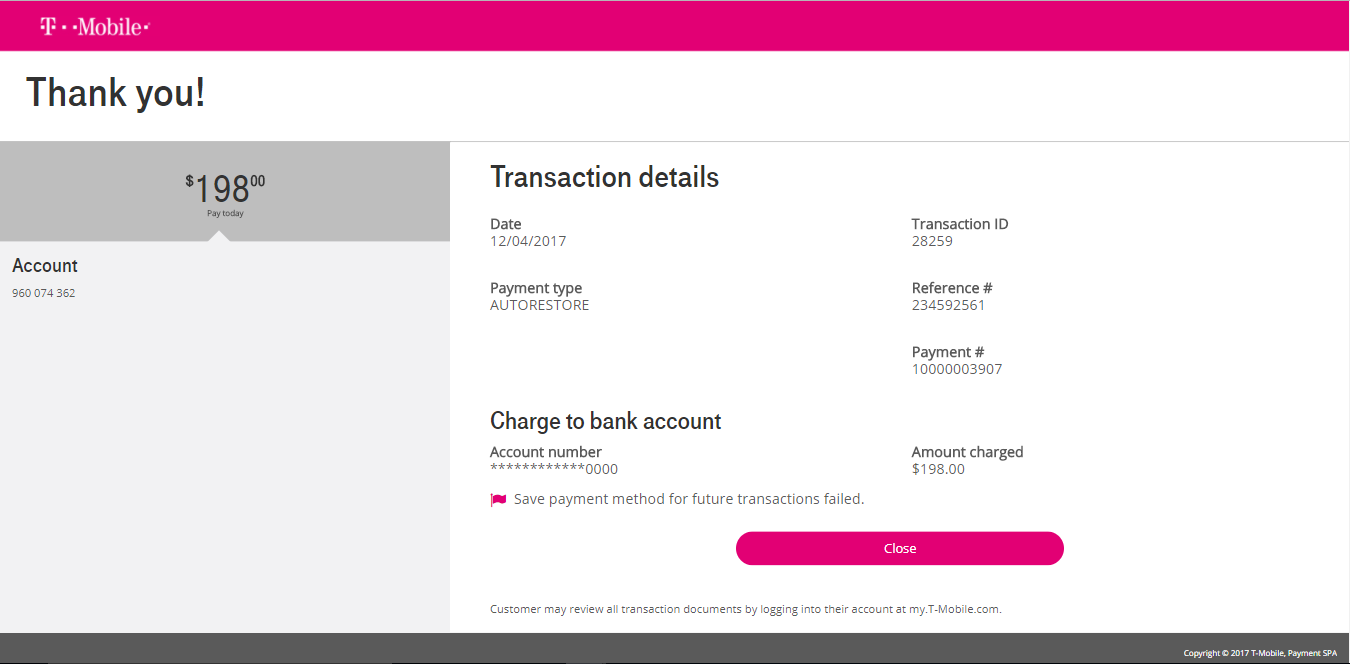 T··Mobile·
Thank you!
$19800
Pay today
Account
960 074 362
Transaction details
Date
12/04/2017
Transaction ID
28259
Payment type
AUTORESTORE
Reference #
234592561
Payment #
10000003907
Charge to bank account
Account number
************0000
Amount charged
$198.00
Save payment method for future transactions failed.
Close
Customer may review all transaction documents by logging into their account at my.T-Mobile.com.
Copyright © 2017 T-Mobile, Payment SPA